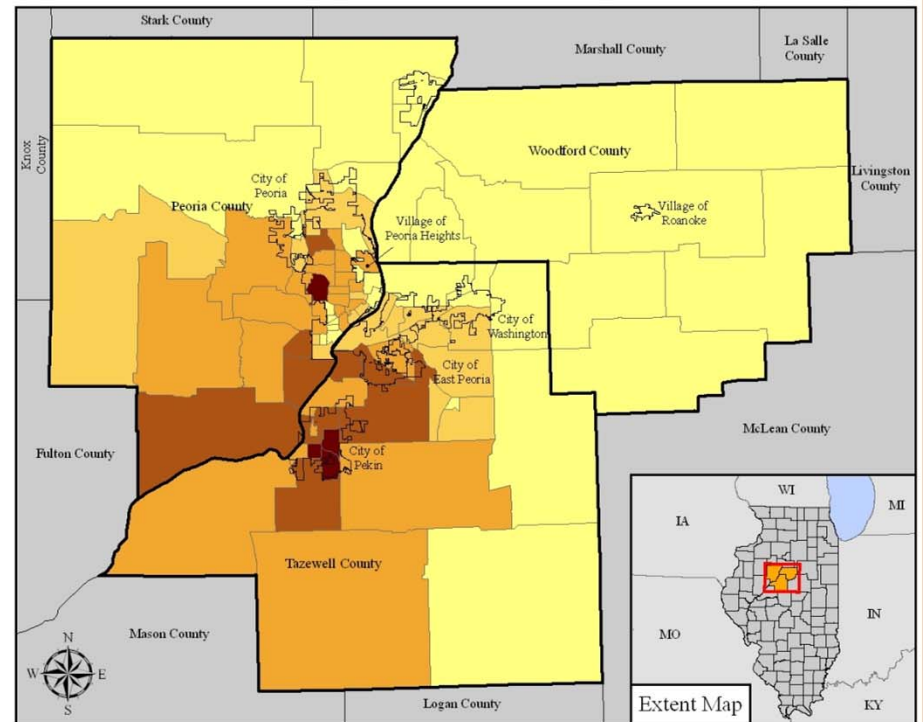 Stark County
Marshall County
La Salle
County
Knox
County
Woodford County
Livingston
County
City of
Peoria
Peoria County
Village of
Peoria Heights
Village of
Roanoke
City of
Washington
City of
East Peoria
McLean County
Fulton County
City of
Pekin
Tazewell County
Mason County
Logan County
N
W
E
S
WI
MI
IA
IN
MO
KY
Extent Map